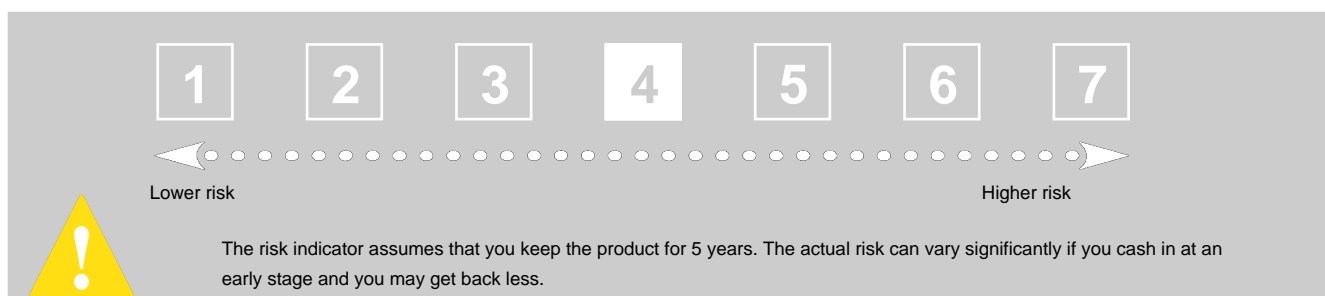 1 2 3 4 5 6 7
Lower risk Higher risk
! The risk indicator assumes that you keep the product for 5 years. The actual risk can vary significantly if you cash in at an
early stage and you may get back less.